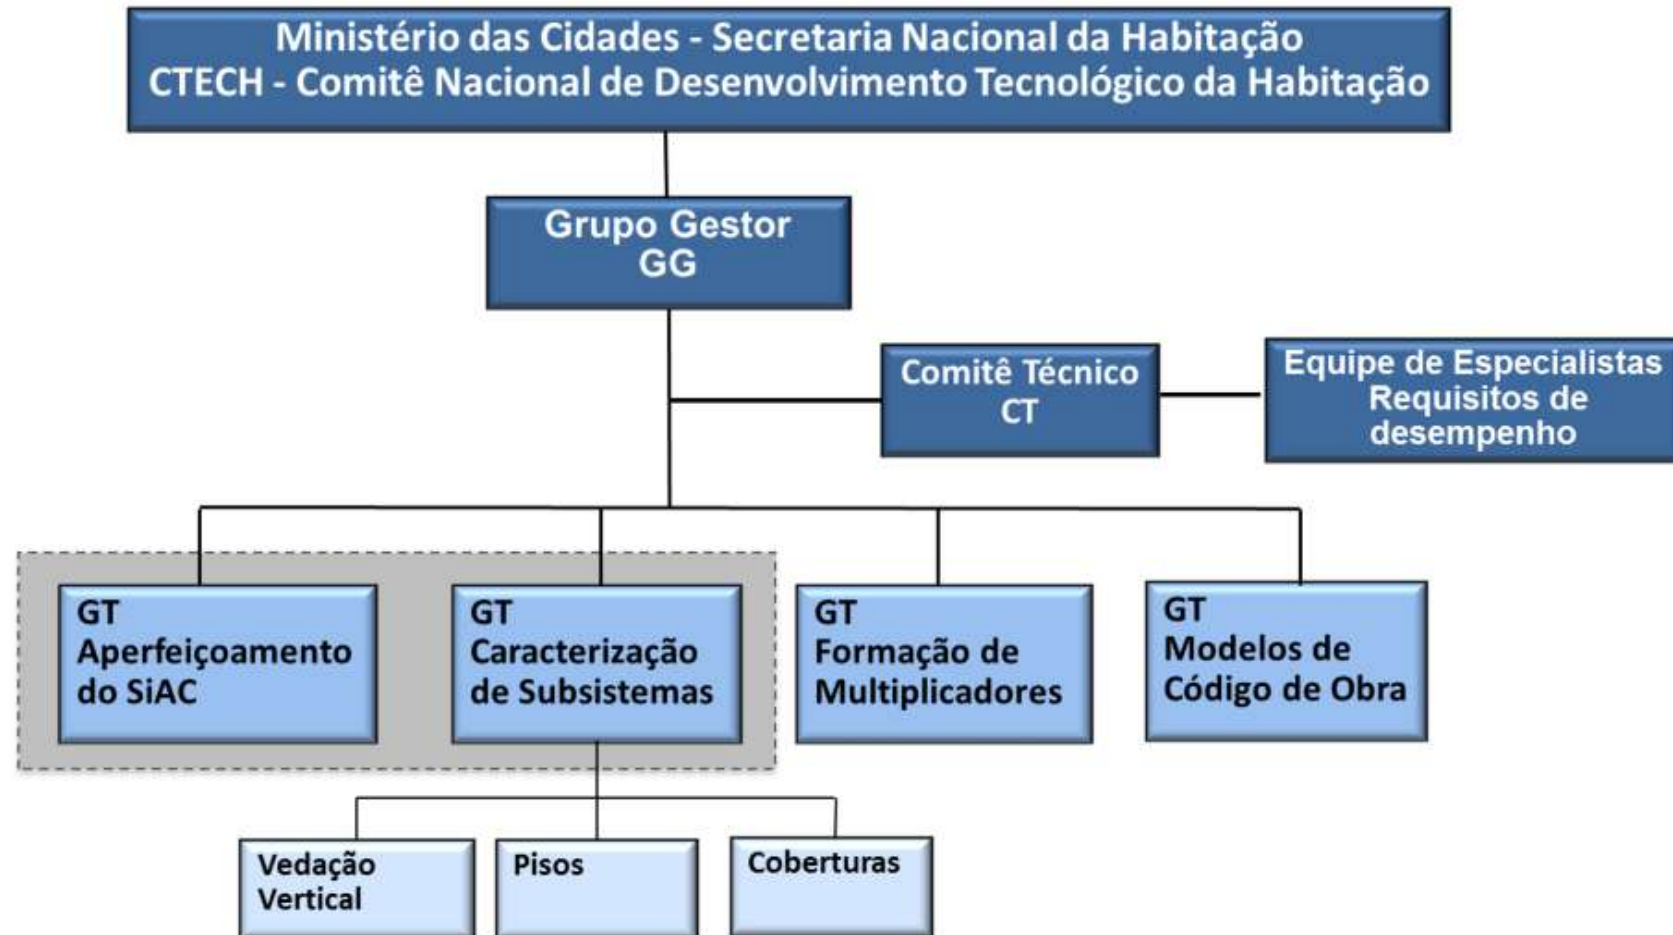 Ministério das Cidades - Secretaria Nacional da Habitação
CTECH - Comitê Nacional de Desenvolvimento Tecnológico da Habitação
Grupo Gestor
GG
Comitê Técnico
CT
Equipe de Especialistas
Requisitos de
desempenho
GT
Aperfeiçoamento
do SiAC
GT
Caracterização
de Subsistemas
GT
Formação de
Multiplicadores
GT
Modelos de
Código de Obra
Vedação
Vertical
Pisos
Coberturas